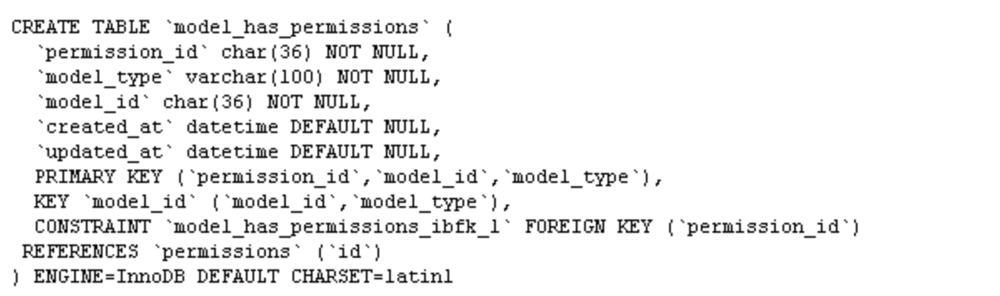 CREATE TABLE `model_has_permissions` (
`permission_id` char(36) NOT NULL,
`model_type` varchar(100) NOT NULL,
`model_id` char(36) NOT NULL,
`created_at` datetime DEFAULT NULL,
`updated_at` datetime DEFAULT NULL,
PRIMARY KEY (`permission_id`,`model_id`,`model_type`),
KEY `model_id` (`model_id`,`model_type`),
CONSTRAINT `model_has_permissions_ibfk_1` FOREIGN KEY (`permission_id`)
REFERENCES `permissions` (`id`)
) ENGINE=InnoDB DEFAULT CHARSET=latin1